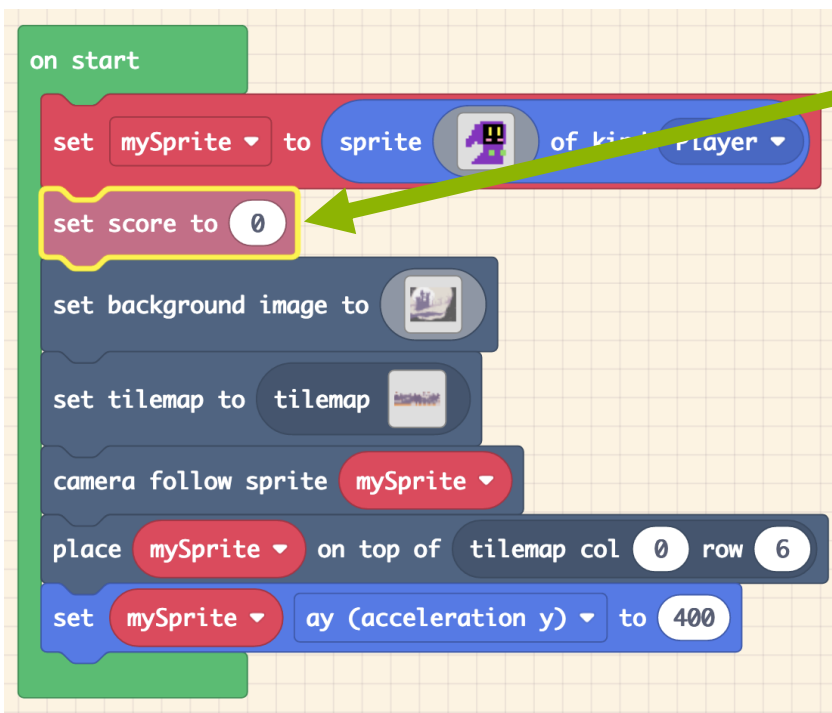 on start
set mySprite to sprite of kind Player
set score to 0
set background image to
set tilemap to tilemap
camera follow sprite mySprite
place mySprite on top of tilemap col 0 row 6
set mySprite ay (acceleration y) to 400